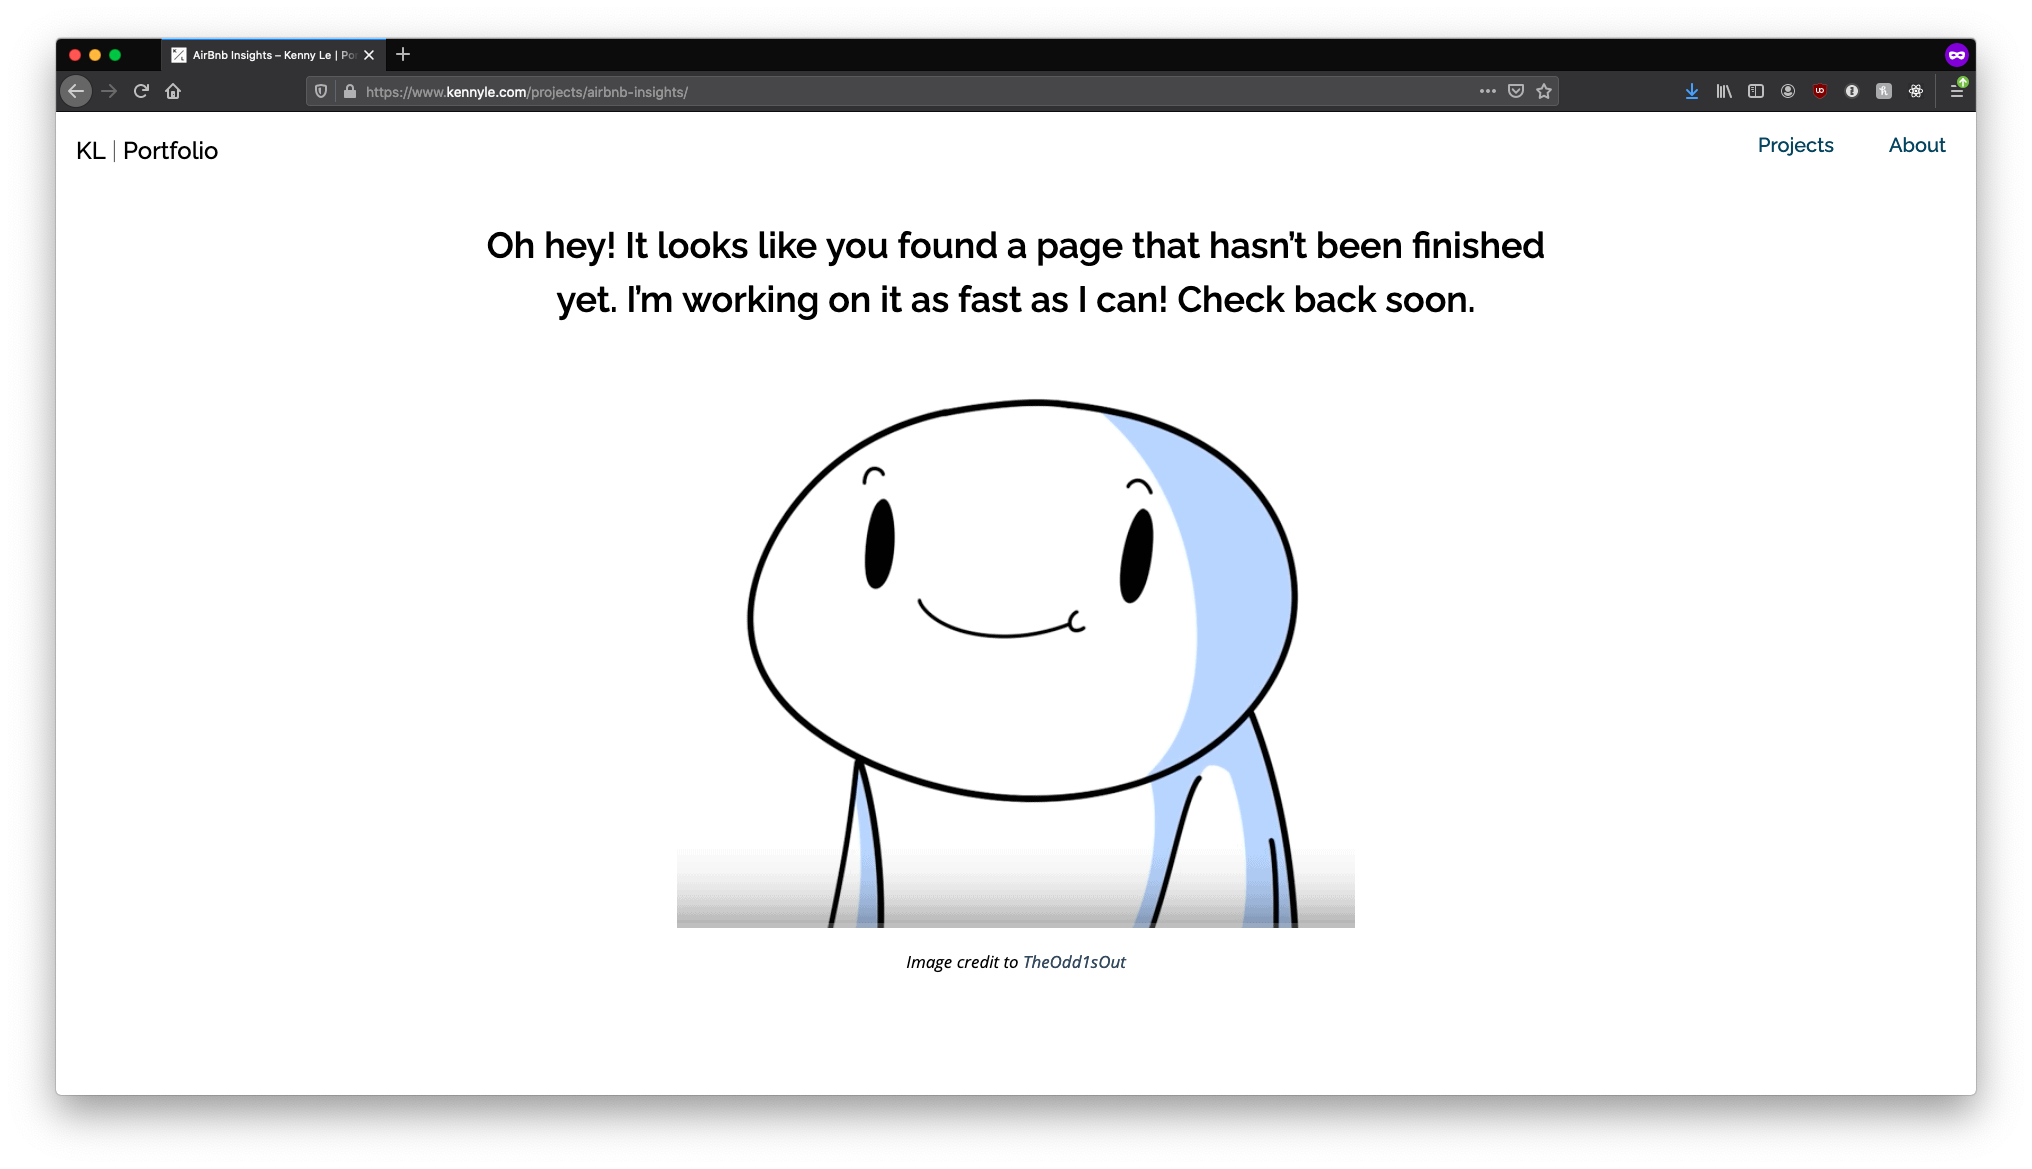 AirBnb Insights – Kenny Le | Po
https://www.kennyle.com/projects/airbnb-insights/
KL | Portfolio
Projects
About
Oh hey! It looks like you found a page that hasn’t been finished
yet. I’m working on it as fast as I can! Check back soon.
Image credit to TheOdd1sOut